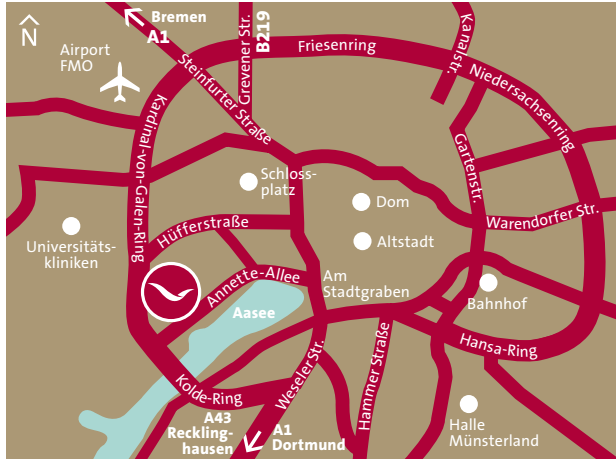 Bremen
A1
N
Airport
FMO
Grevener Str.
B219
Friesenring
Kanalstr.
Niedersachsenring
Steinfurter Straße
Kardinal-von-Galen-Ring
Gartenstr.
Schloss-
platz
Dom
Warendorfer Str.
Hüfferstraße
Altstadt
Universitäts-
kliniken
Annette-Allee
Am
Stadtgraben
Bahnhof
Aasee
Hansa-Ring
Kolde-Ring
Weseler Str.
Hammer Straße
Halle
Münsterland
A43
Reckling-
hausen
A1
Dortmund